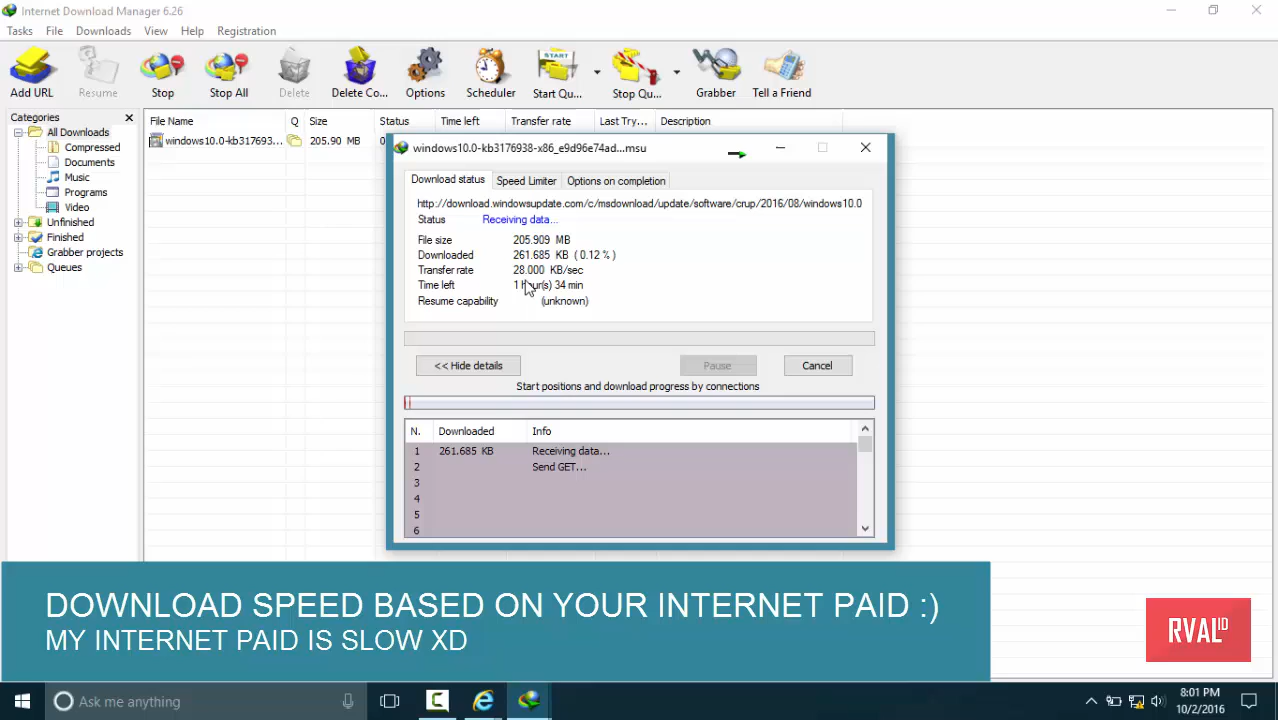 Internet Download Manager 6.26
Tasks File Downloads View Help Registration
Add URL Resume Stop Stop All Delete Delete Co... Options Scheduler Start Qu... Stop Qu... Grabber Tell a Friend
Categories
All Downloads
Compressed
Documents
Music
Programs
Video
Unfinished
Finished
Grabber projects
Queues
File Name Q Size Status Time left Transfer rate Last Try... Description
windows10.0-kb317693... 205.90 MB 0
windows10.0-kb3176938-x86_e9d96e74ad...msu
Download status Speed Limiter Options on completion
http://download.windowsupdate.com/c/msdownload/update/software/crup/2016/08/windows10.0
Status Receiving data...
File size 205.909 MB
Downloaded 261.685 KB ( 0.12 % )
Transfer rate 28.000 KB/sec
Time left 1 hour(s) 34 min
Resume capability (unknown)
<< Hide details Pause Cancel
Start positions and download progress by connections
N. Downloaded Info
1 261.685 KB Receiving data...
2 Send GET...
3
4
5
6
DOWNLOAD SPEED BASED ON YOUR INTERNET PAID :)
MY INTERNET PAID IS SLOW XD
RVAL ID
Ask me anything
8:01 PM
10/2/2016